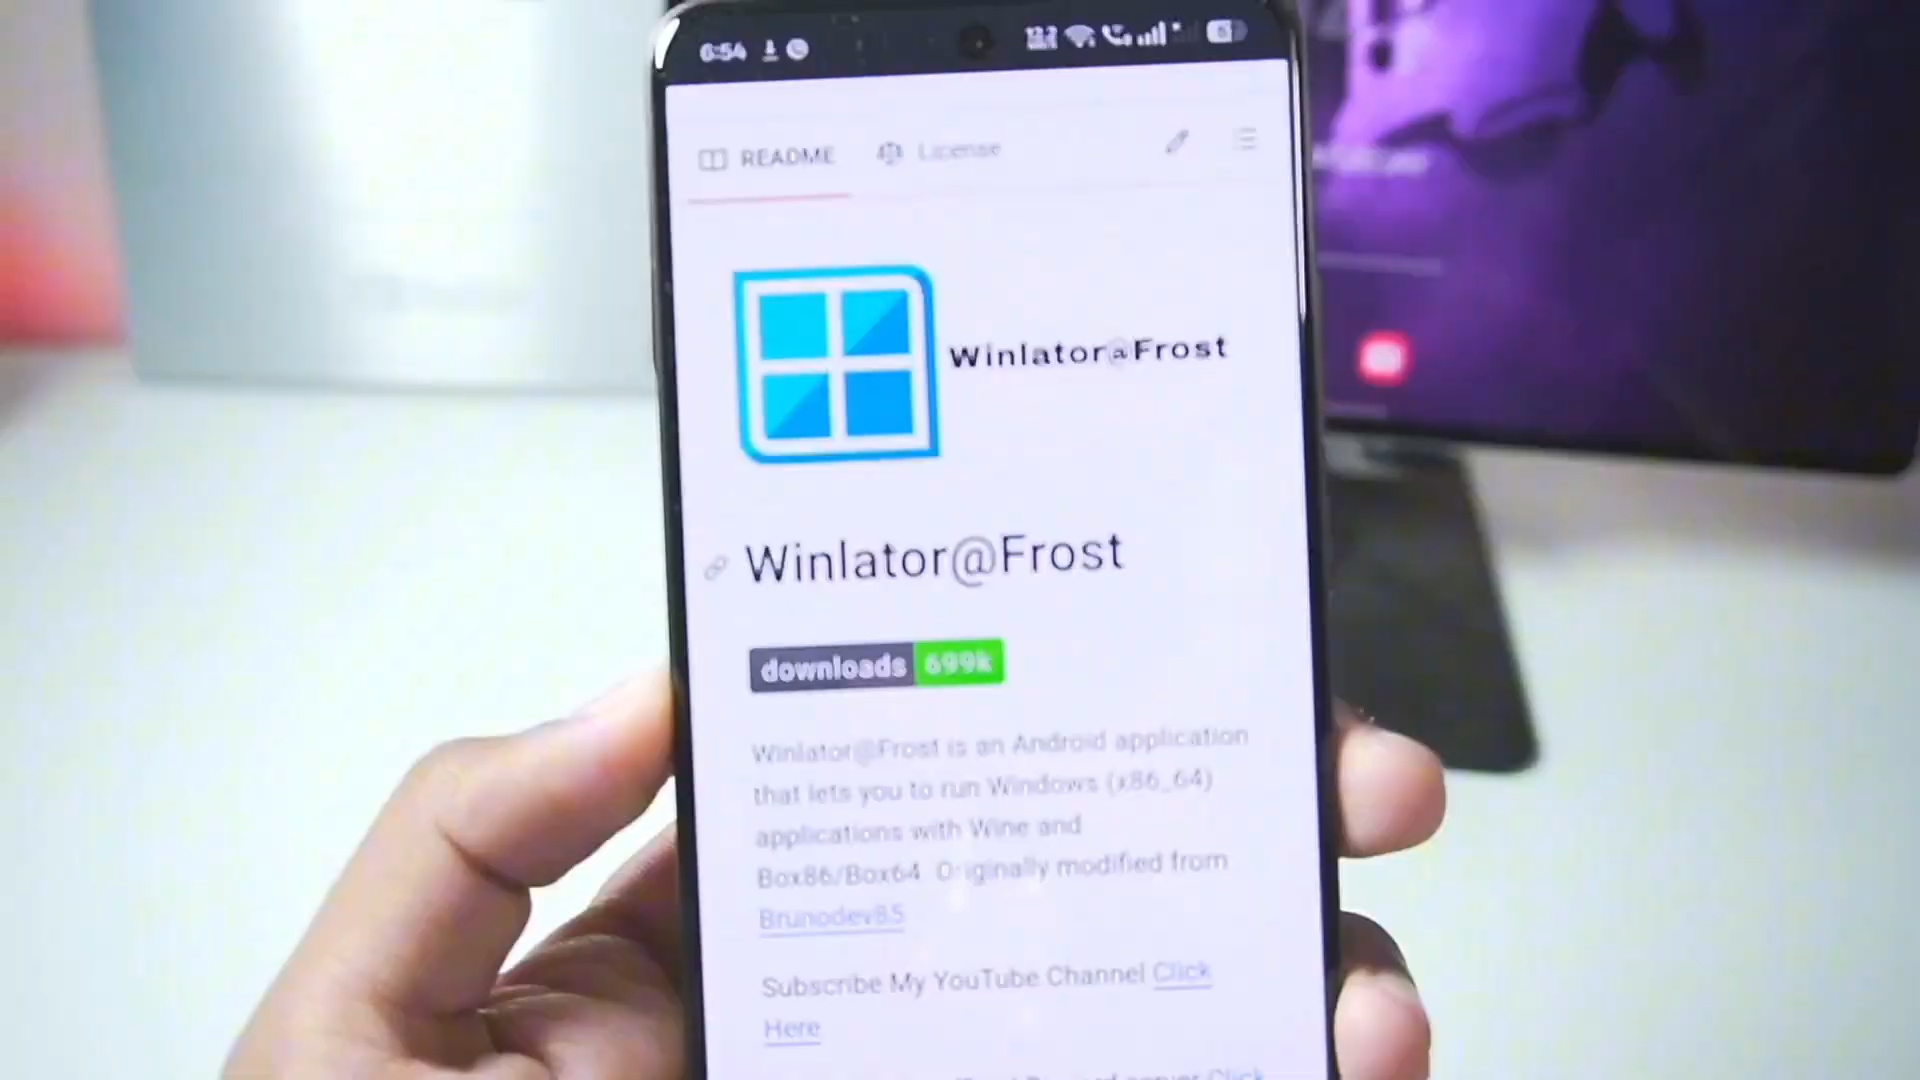 6:54
README License
Winlator@Frost
Winlator@Frost
downloads 699k
Winlator@Frost is an Android application
that lets you to run Windows (x86_64)
applications with Wine and
Box86/Box64. Originally modified from
Brunodev85
Subscribe My YouTube Channel Click
Here
server Click